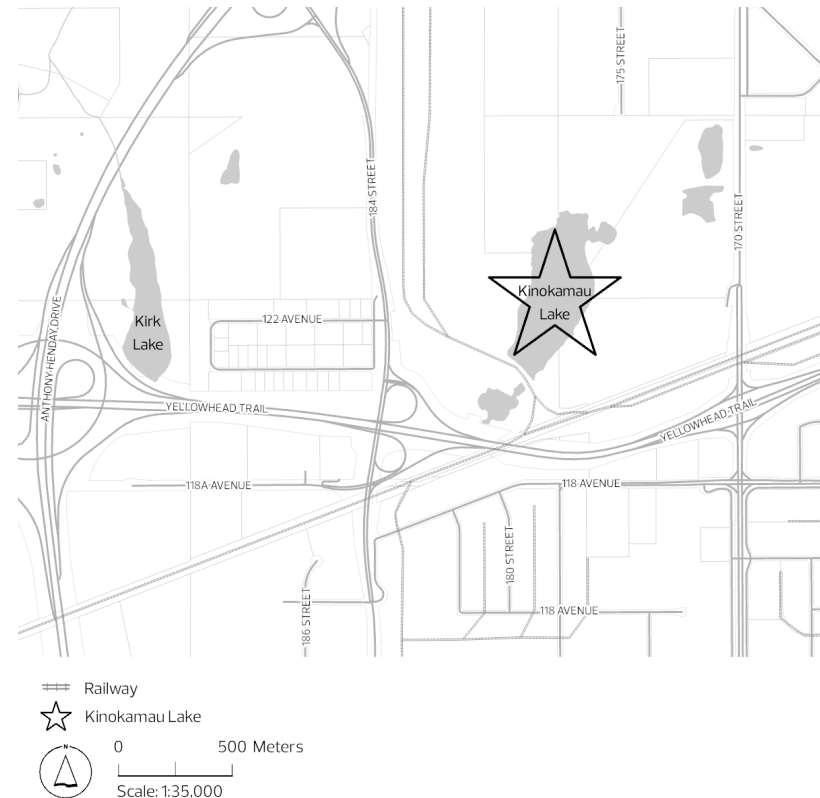 175 STREET
184 STREET
170 STREET
Kinokamau
Lake
Kirk
Lake
122 AVENUE
ANTHONY HENDAY DRIVE
YELLOWHEAD TRAIL
YELLOWHEAD TRAIL
118A AVENUE
118 AVENUE
180 STREET
118 AVENUE
186 STREET
Railway
Kinokamau Lake
N
0 500 Meters
Scale: 1:35,000